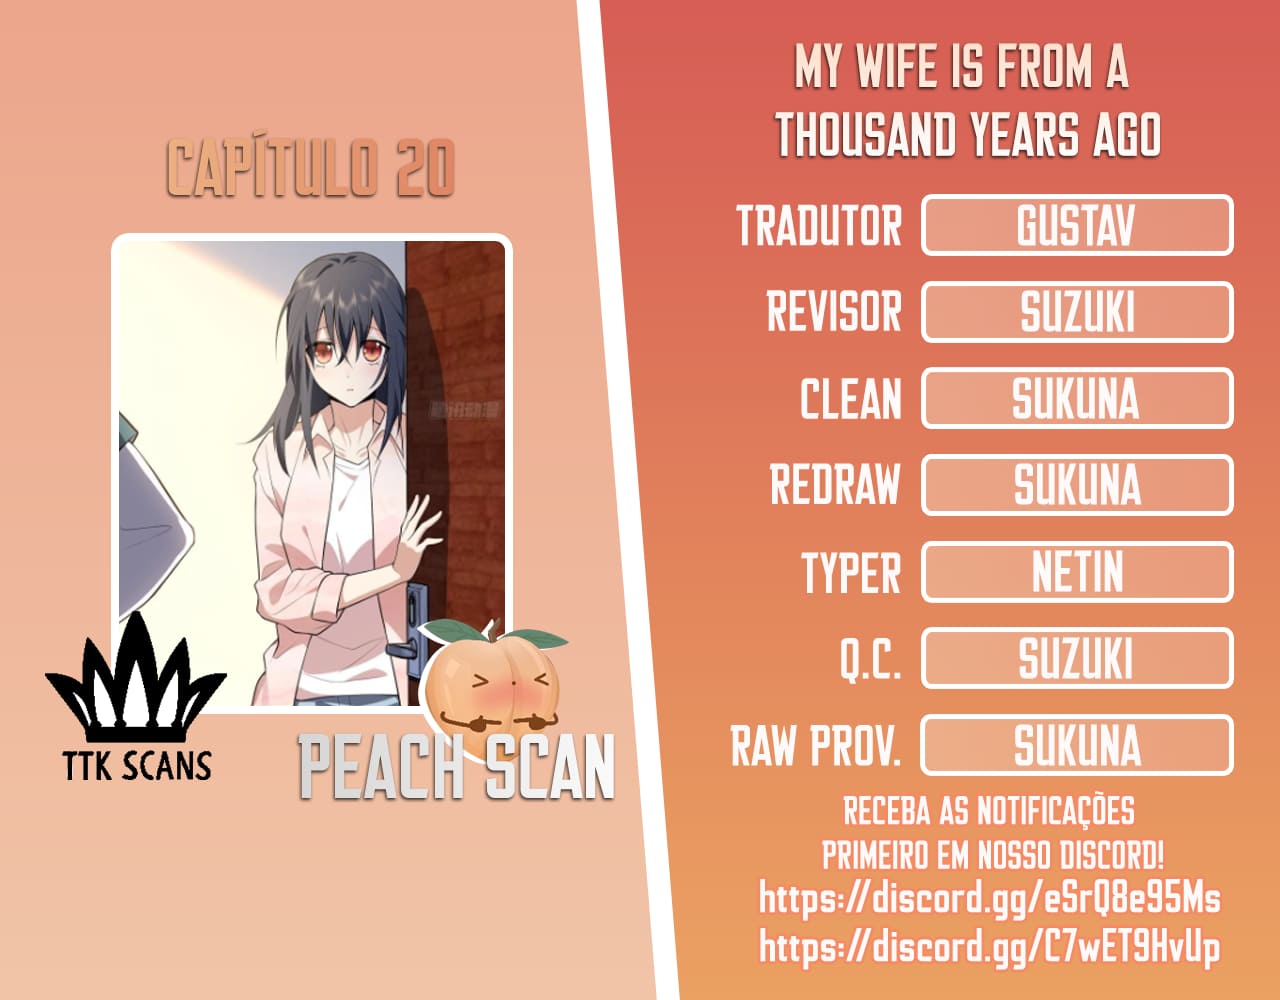 CAPÍTULO 20
TTK SCANS
PEACH SCAN
MY WIFE IS FROM A
THOUSAND YEARS AGO
TRADUTOR GUSTAV
REVISOR SUZUKI
CLEAN SUKUNA
REDRAW SUKUNA
TYPER NETIN
Q.C. SUZUKI
RAW PROV. SUKUNA
RECEBA AS NOTIFICAÇÕES
PRIMEIRO EM NOSSO DISCORD!
https://discord.gg/eSrQ8e95Ms
https://discord.gg/C7wET9HvUp